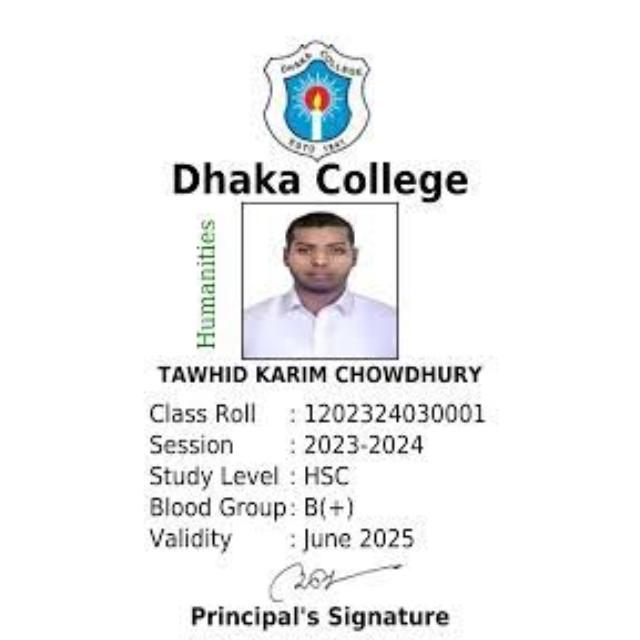 DHAKA COLLEGE
ESTD 1841
Dhaka College
Humanities
TAWHID KARIM CHOWDHURY
Class Roll : 1202324030001
Session : 2023-2024
Study Level : HSC
Blood Group : B(+)
Validity : June 2025
Principal's Signature